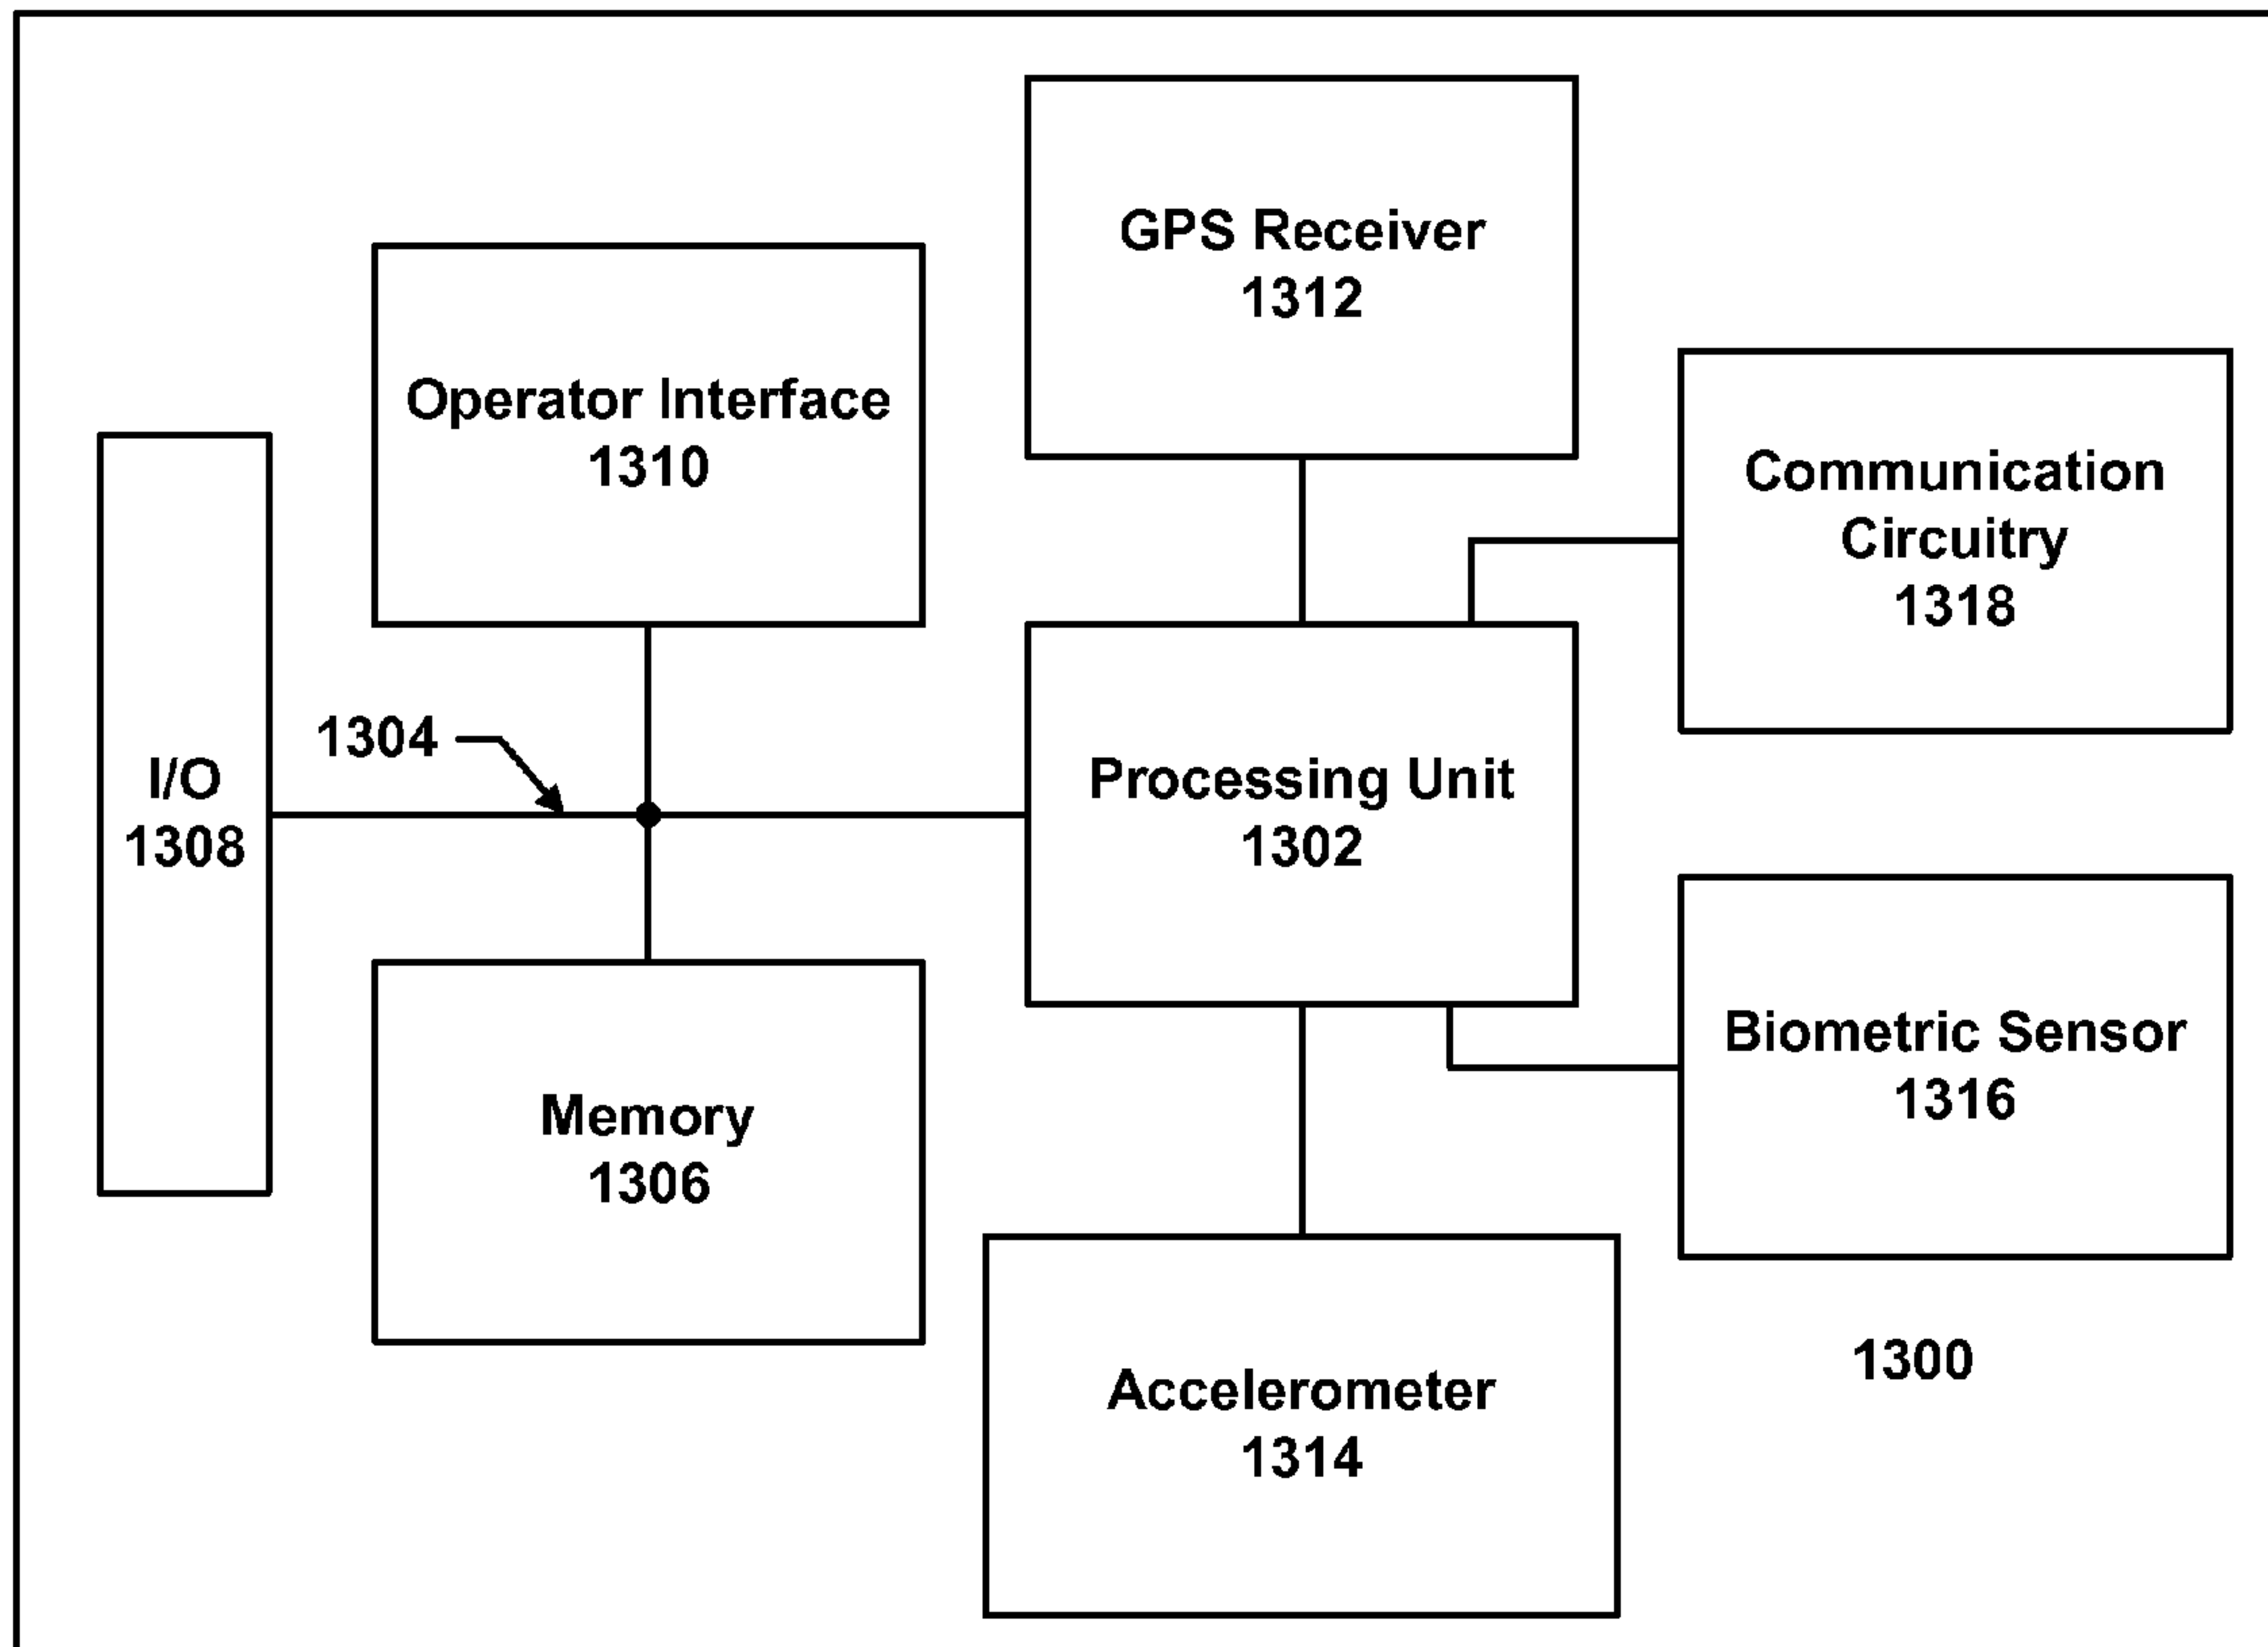 GPS Receiver
1312
Operator Interface
1310
Communication
Circuitry
1318
1304
I/O
1308
Processing Unit
1302
Biometric Sensor
1316
Memory
1306
1300
Accelerometer
1314